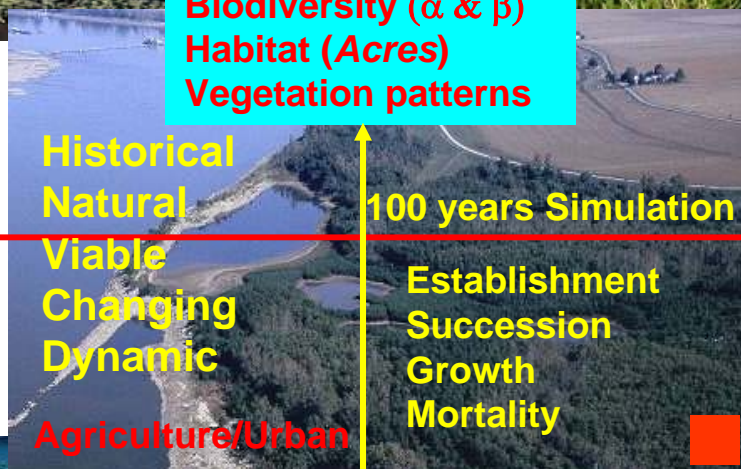 Biodiversity (α & β)
Habitat (Acres)
Vegetation patterns
Historical
Natural
Viable
Changing
Dynamic
Agriculture/Urban
100 years Simulation
Establishment
Succession
Growth
Mortality